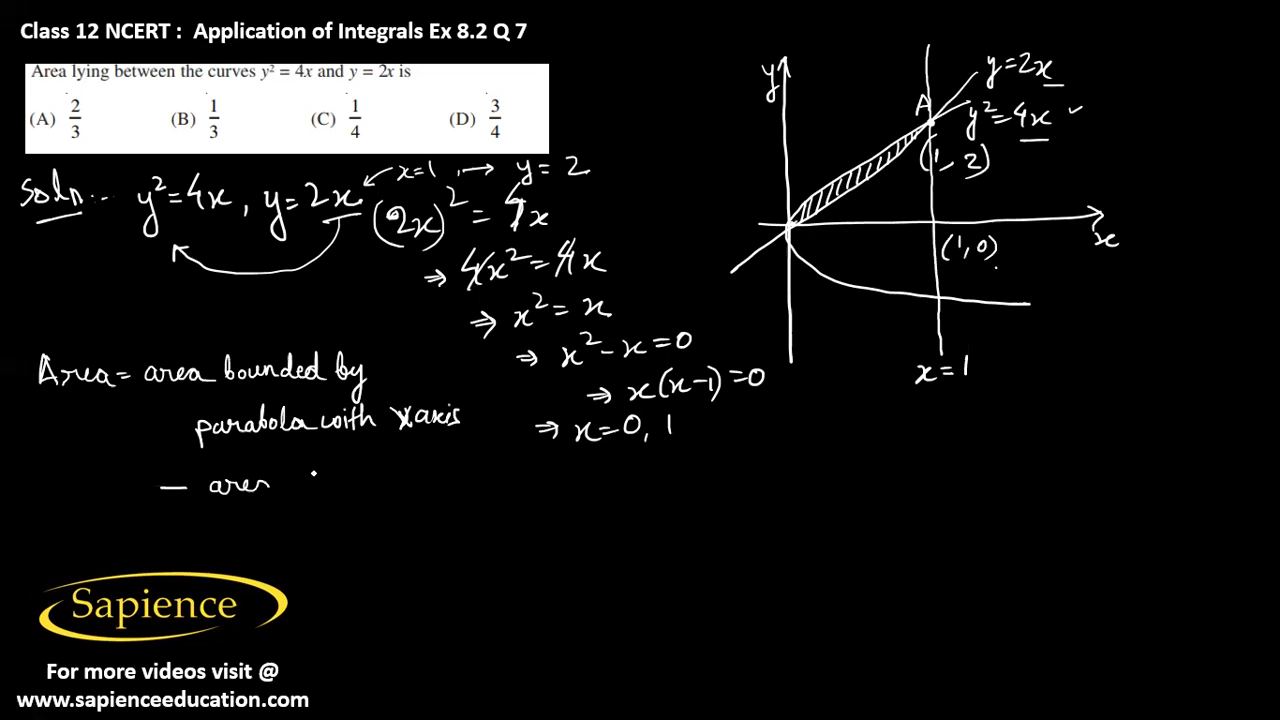 Class 12 NCERT : Application of Integrals Ex 8.2 Q 7
Area lying between the curves y² = 4x and y = 2x is
(A) 2/3 (B) 1/3 (C) 1/4 (D) 3/4
Soln... y² = 4x, y = 2x ← x=1, → y = 2
(2x)² = 4x
⇒ 4x² = 4x
⇒ x² = x
⇒ x² − x = 0
⇒ x(x−1) = 0
⇒ x = 0, 1
Area = area bounded by
parabola with x axis
— area
y
y=2x
A
y²=4x
(1, 2)
x
(1, 0)
x=1
Sapience
For more videos visit @
www.sapienceeducation.com